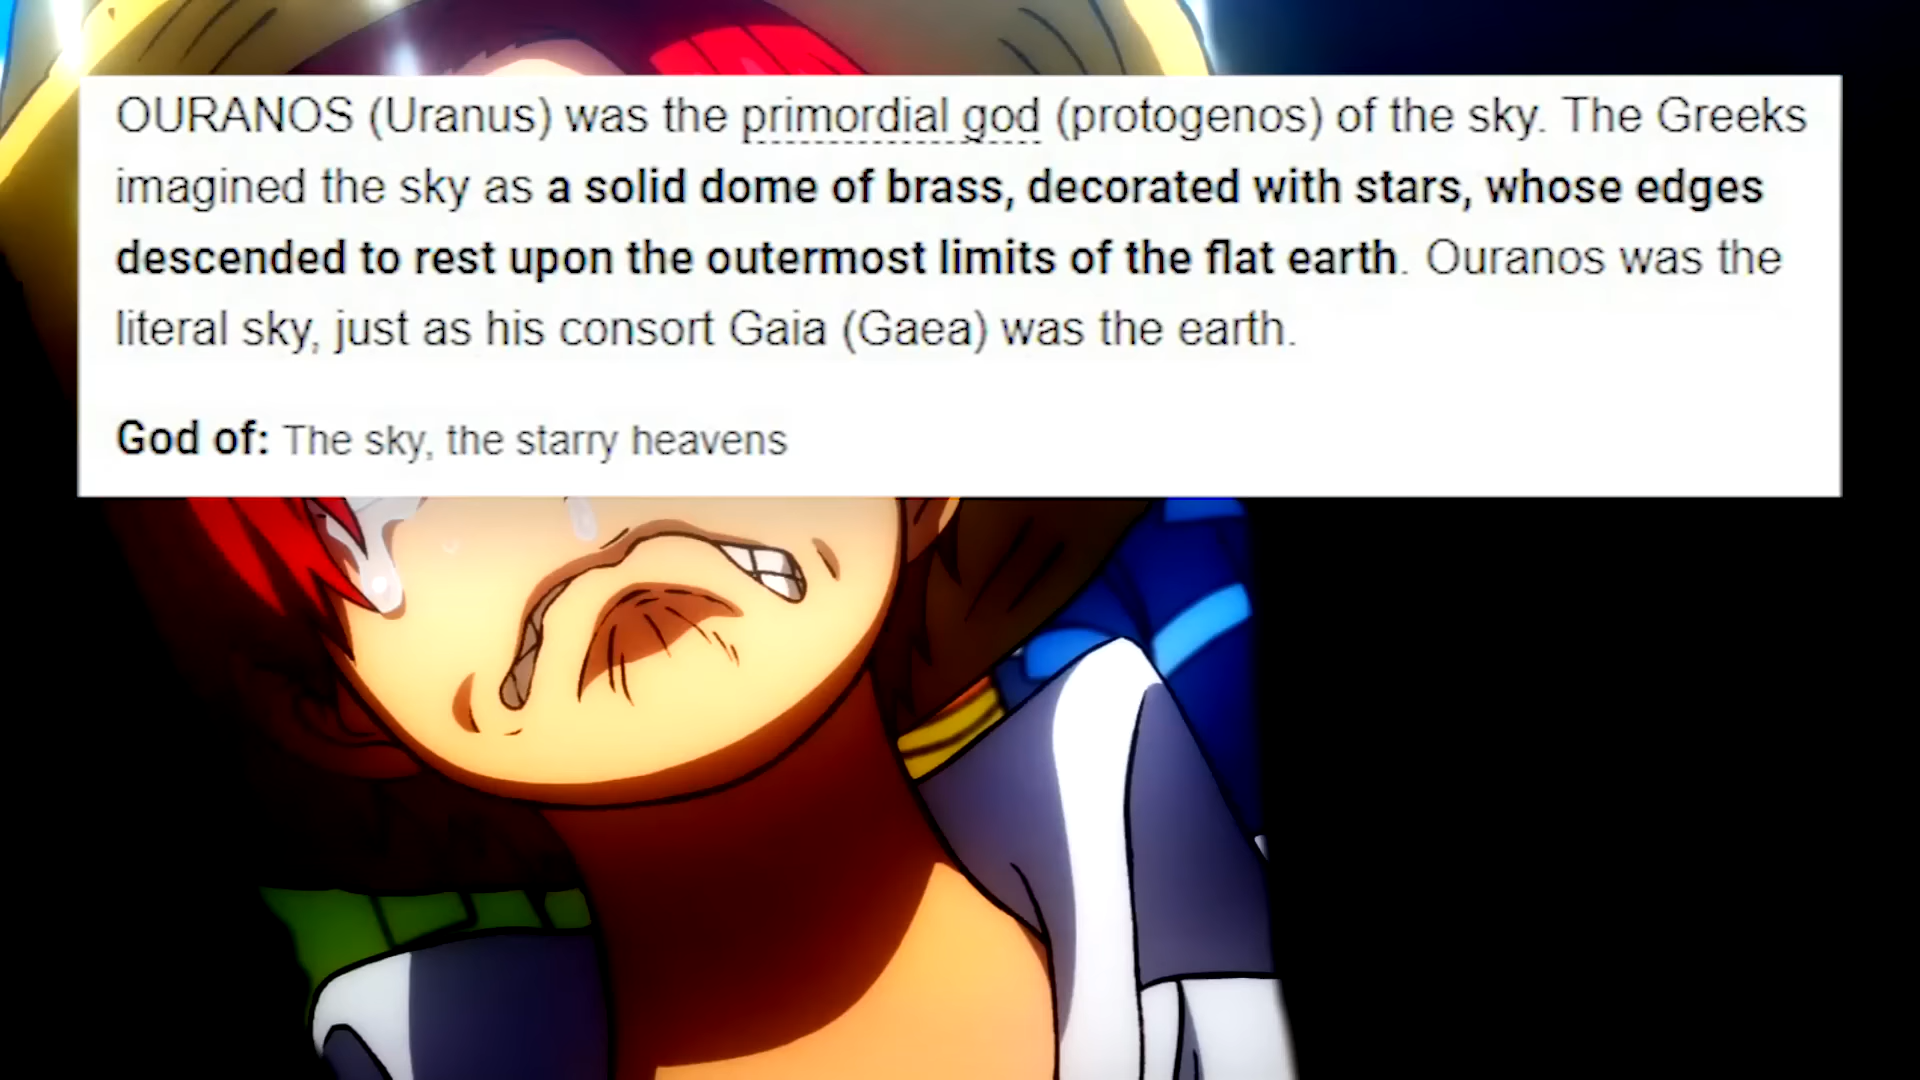 OURANOS (Uranus) was the primordial god (protogenos) of the sky. The Greeks
imagined the sky as a solid dome of brass, decorated with stars, whose edges
descended to rest upon the outermost limits of the flat earth. Ouranos was the
literal sky, just as his consort Gaia (Gaea) was the earth.
God of: The sky, the starry heavens